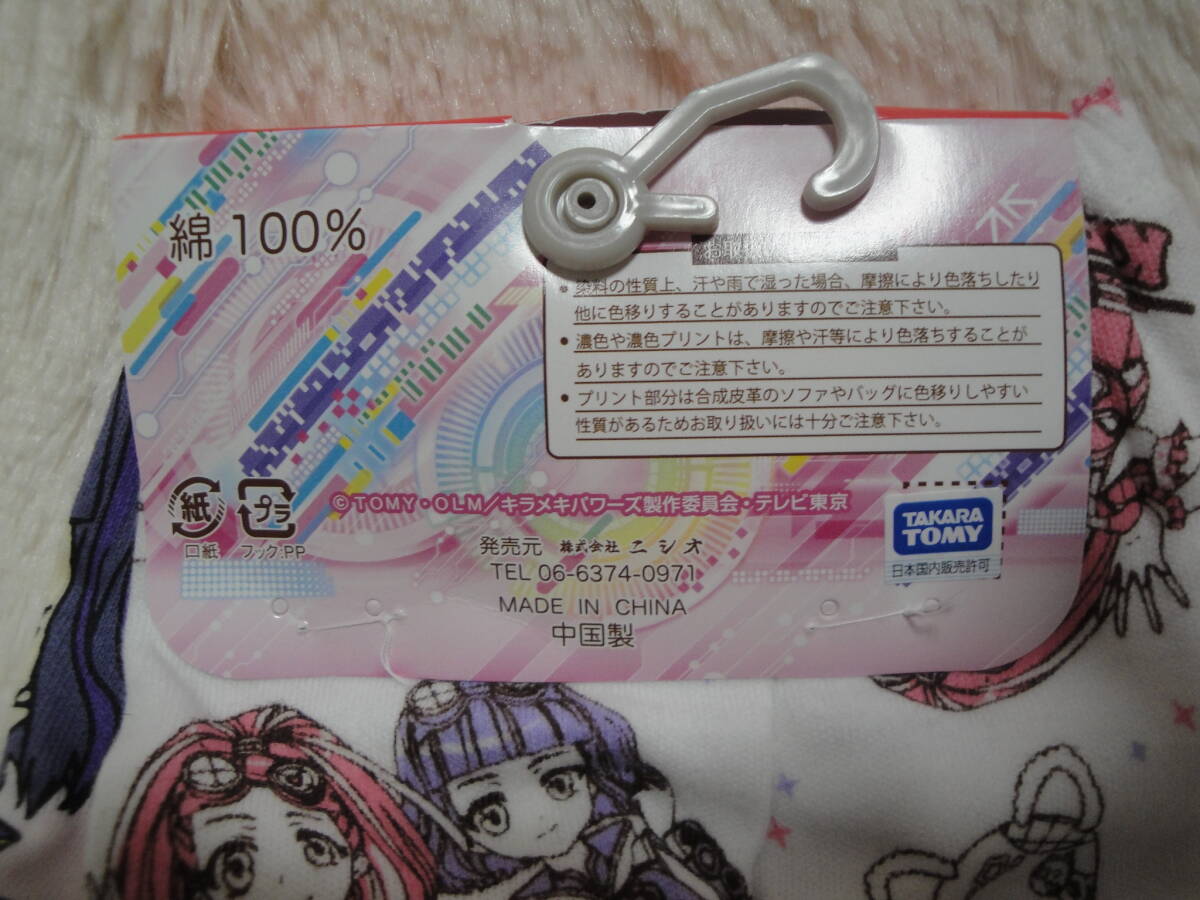 綿 100%
お取
• 染料の性質上、汗や雨で湿った場合、摩擦により色落ちしたり
他に色移りすることがありますのでご注意下さい。
• 濃色や濃色プリントは、摩擦や汗等により色落ちすることが
ありますのでご注意下さい。
• プリント部分は合成皮革のソファやバッグに色移りしやすい
性質があるためお取り扱いには十分ご注意下さい。
紙
口紙
プラ
フック:PP
©TOMY・OLM/キラメキパワーズ製作委員会・テレビ東京
発売元 株式会社 ニシオ
TEL 06-6374-0971
MADE IN CHINA
中国製
TAKARA
TOMY
日本国内販売許可